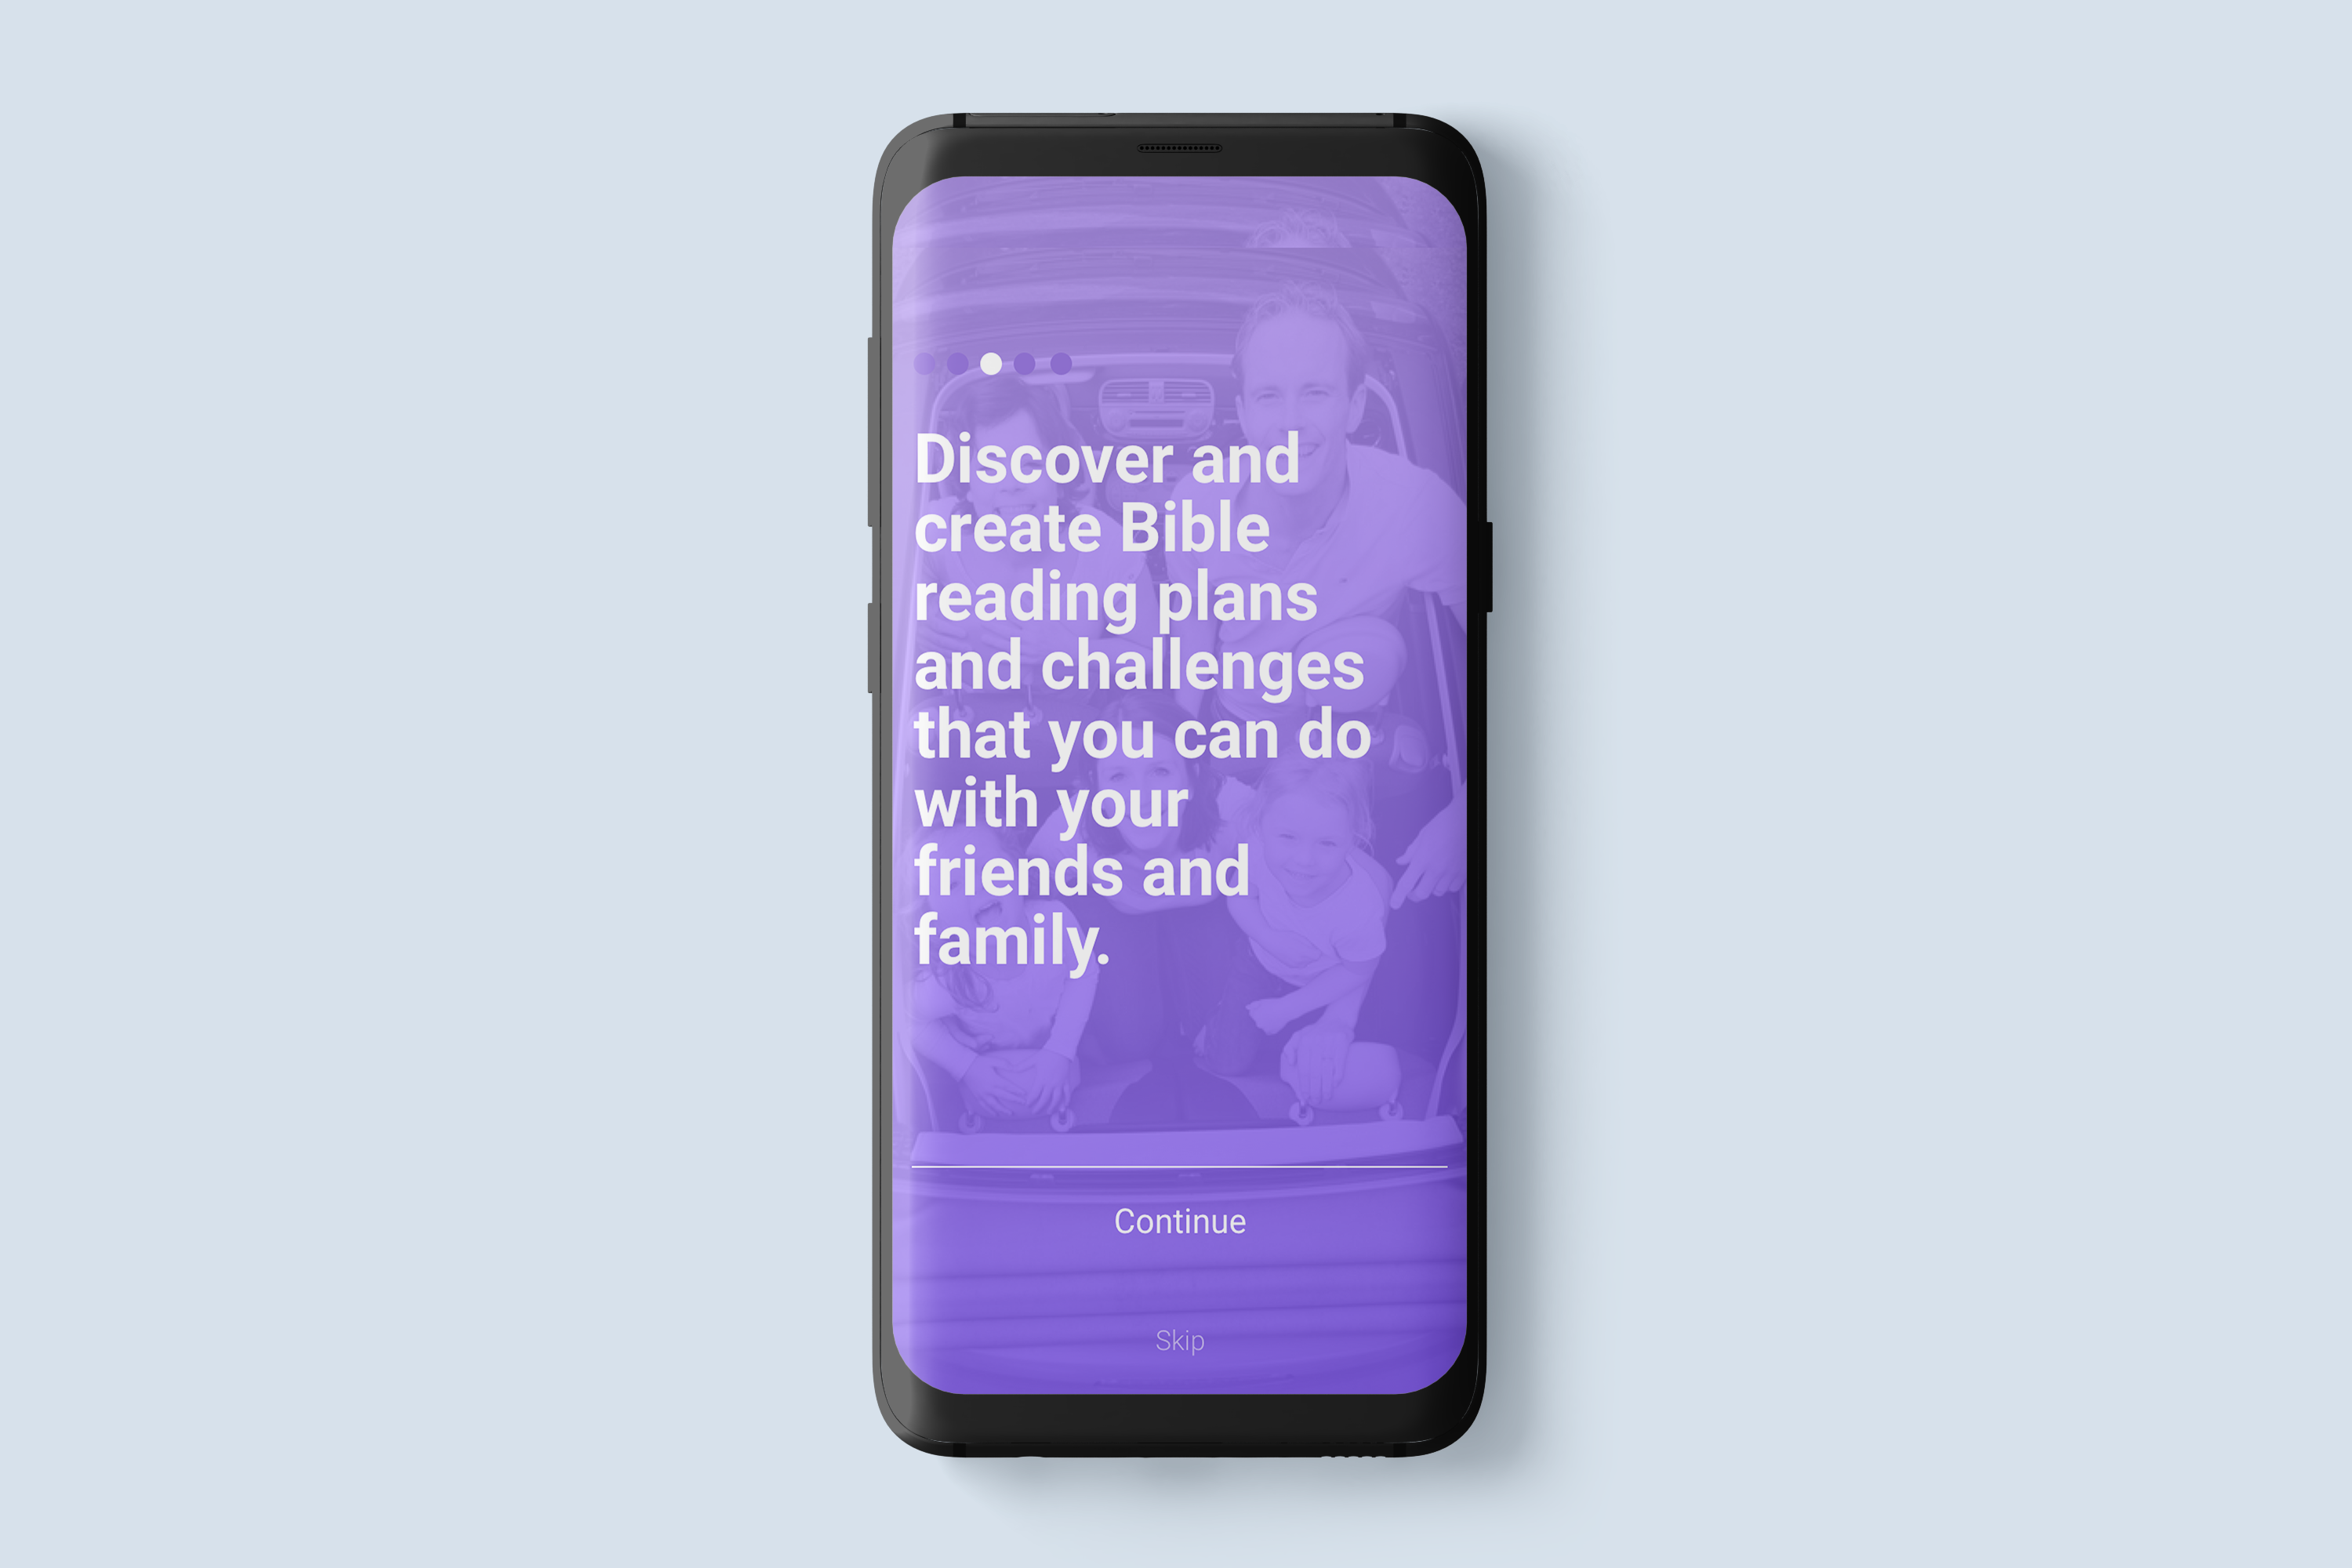 Discover and
create Bible
reading plans
and challenges
that you can do
with your
friends and
family.
Continue
Skip